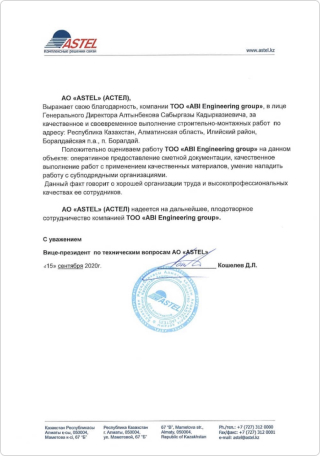 ASTEL
КОМПЛЕКСНЫЕ РЕШЕНИЯ СВЯЗИ
www.astel.kz
АО «ASTEL» (АСТЕЛ),
Выражает свою благодарность, компании ТОО «ABI Engineering group», в лице
Генерального Директора Алтынбекова Сабыргазы Кадырказиевича, за
качественное и своевременное выполнение строительно-монтажных работ по
адресу: Республика Казахстан, Алматинская область, Илийский район,
Боралдайская п.а., п. Боралдай.
Положительно оцениваем работу ТОО «ABI Engineering group» на данном
объекте: оперативное предоставление сметной документации, качественное
выполнение работ с применением качественных материалов, умение наладить
работу с субподрядными организациями.
Данный факт говорит о хорошей организации труда и высокопрофессиональных
качествах ее сотрудников.
АО «ASTEL» (АСТЕЛ) надеется на дальнейшее, плодотворное
сотрудничество компанией ТОО «ABI Engineering group».
С уважением
Вице-президент по техническим вопросам АО «ASTEL»
Кошелев Д.Л.
«15» сентября 2020г.
ASTEL
Казахстан Республикасы
Алматы к-сы, 050004,
Маметова к-сі, 67 "Б"
Республика Казахстан
г. Алматы, 050004,
ул. Маметовой, 67 "Б"
67 "B", Mametova str.,
Almaty, 050004,
Republic of Kazakhstan
Ph./тел.: +7 (727) 312 0000
Fax/факс: +7 (727) 312 0001
e-mail: astel@astel.kz